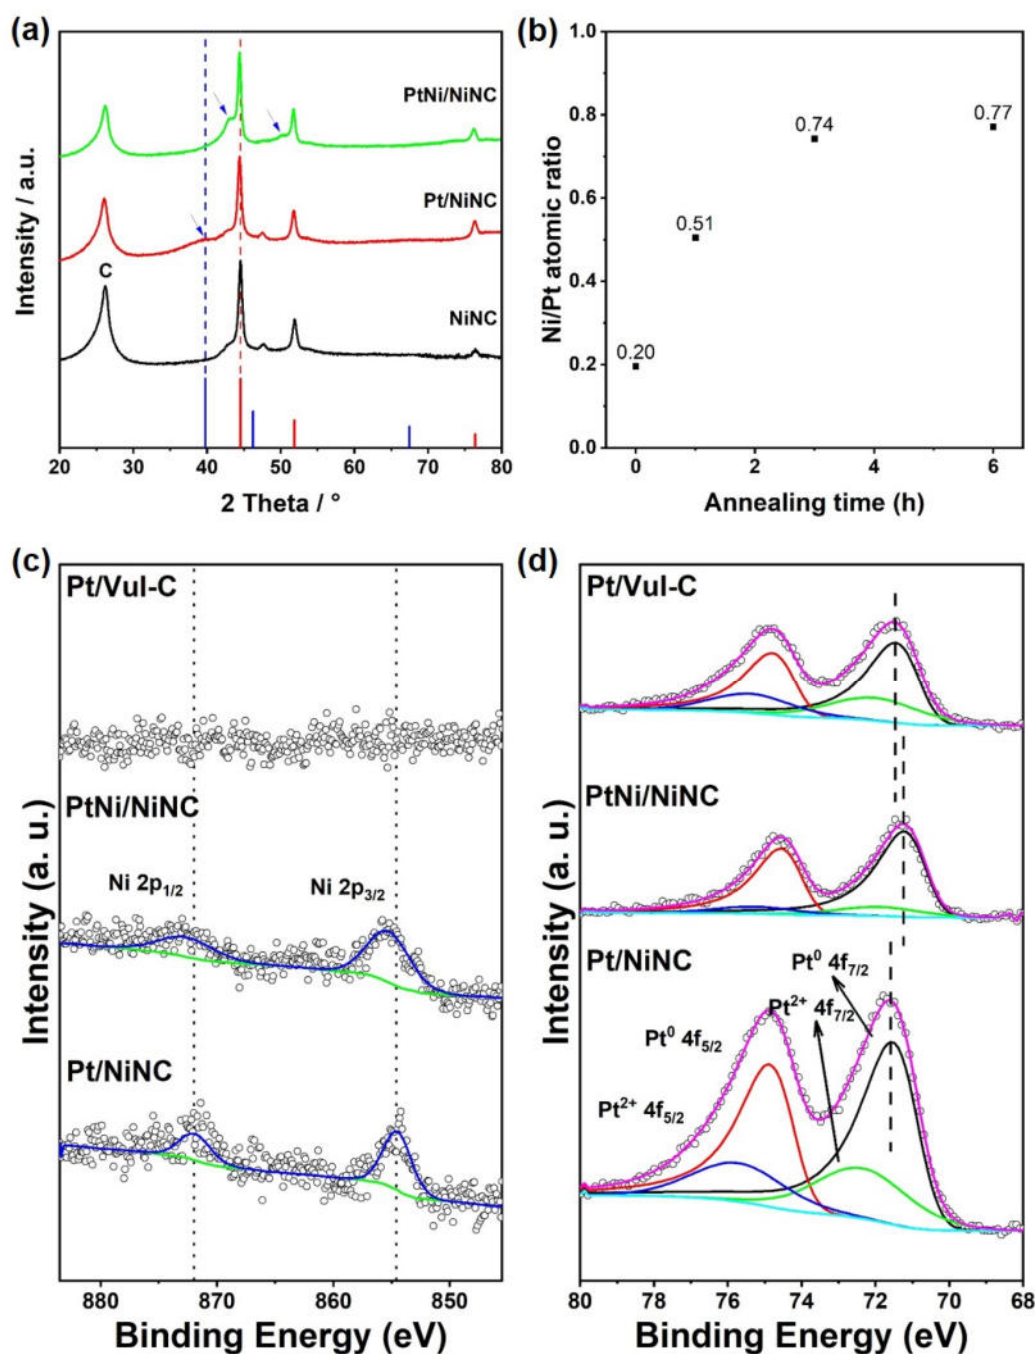 (a)
PtNi/NiNC
Pt/NiNC
C
NiNC
Intensity / a.u.
20 30 40 50 60 70 80
2 Theta / °
(b)
1.0
0.8
0.6
0.4
0.2
0.0
0.20
0.51
0.74
0.77
Ni/Pt atomic ratio
0 2 4 6
Annealing time (h)
(c)
Pt/Vul-C
PtNi/NiNC
Ni 2p1/2
Ni 2p3/2
Pt/NiNC
Intensity (a. u.)
880 870 860 850
Binding Energy (eV)
(d)
Pt/Vul-C
PtNi/NiNC
Pt/NiNC
Pt⁰ 4f7/2
Pt²⁺ 4f7/2
Pt⁰ 4f5/2
Pt²⁺ 4f5/2
Intensity (a. u.)
80 78 76 74 72 70 68
Binding Energy (eV)